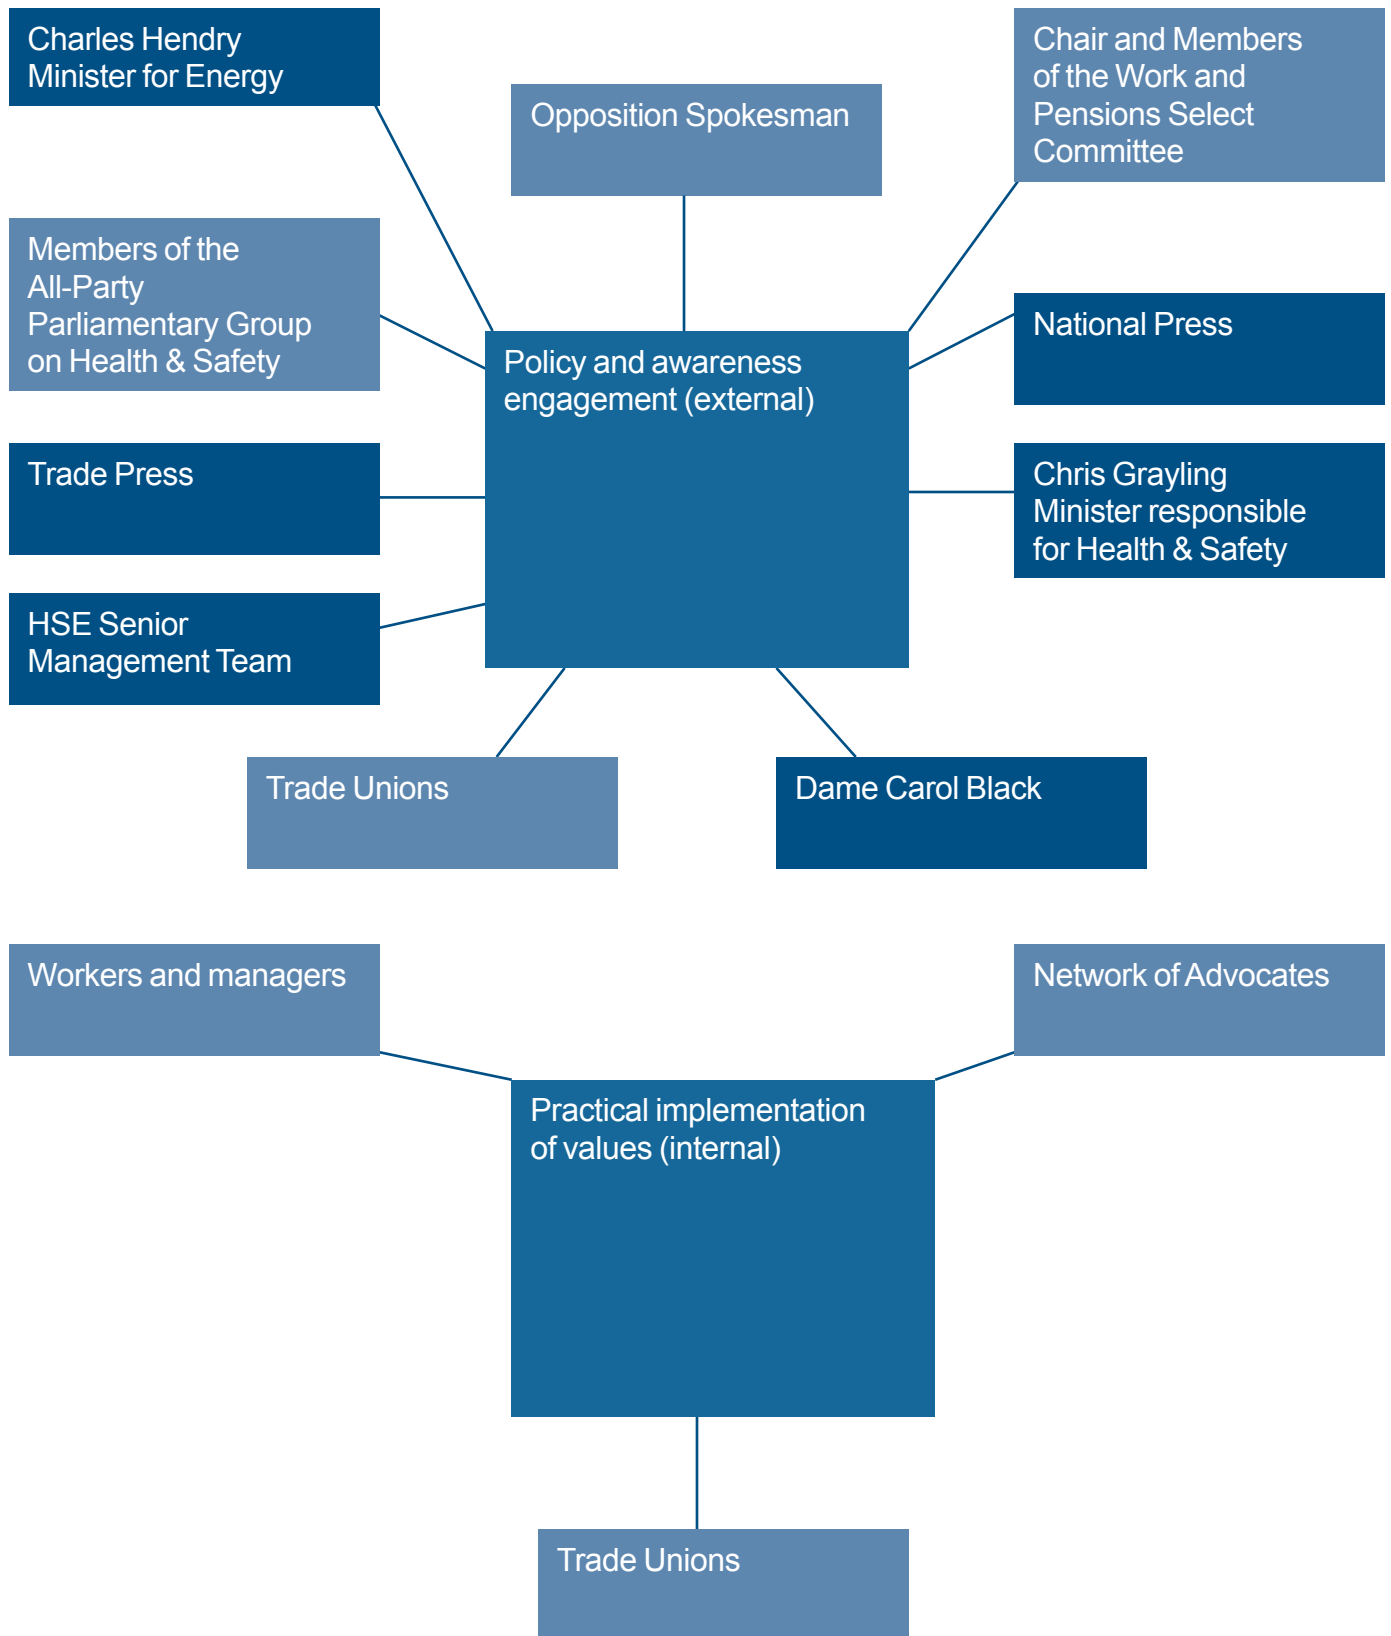 Charles Hendry
Minister for Energy
Opposition Spokesman
Chair and Members
of the Work and
Pensions Select
Committee
Members of the
All-Party
Parliamentary Group
on Health & Safety
National Press
Policy and awareness
engagement (external)
Trade Press
Chris Grayling
Minister responsible
for Health & Safety
HSE Senior
Management Team
Trade Unions
Dame Carol Black
Workers and managers
Network of Advocates
Practical implementation
of values (internal)
Trade Unions